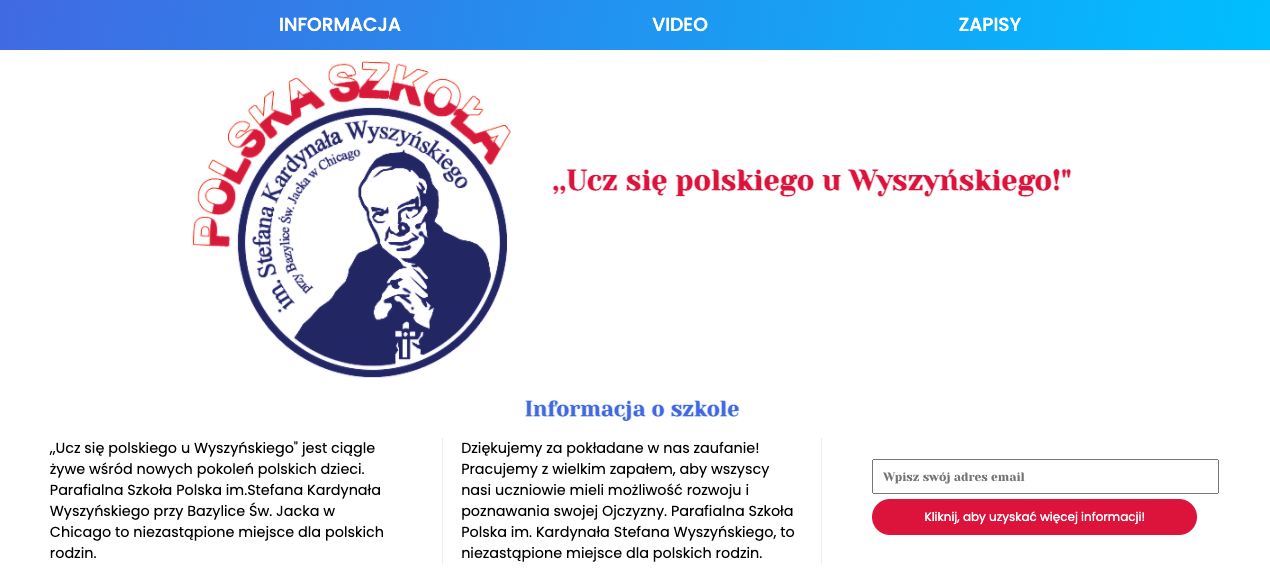 INFORMACJA VIDEO ZAPISY
POLSKA SZKOŁA
im. Stefana Kardynała Wyszyńskiego
przy Bazylice Św. Jacka w Chicago
,,Ucz się polskiego u Wyszyńskiego!"
Informacja o szkole
,,Ucz się polskiego u Wyszyńskiego" jest ciągle
żywe wśród nowych pokoleń polskich dzieci.
Parafialna Szkoła Polska im.Stefana Kardynała
Wyszyńskiego przy Bazylice Św. Jacka w
Chicago to niezastąpione miejsce dla polskich
rodzin.
Dziękujemy za pokładane w nas zaufanie!
Pracujemy z wielkim zapałem, aby wszyscy
nasi uczniowie mieli możliwość rozwoju i
poznawania swojej Ojczyzny. Parafialna Szkoła
Polska im. Kardynała Stefana Wyszyńskiego, to
niezastąpione miejsce dla polskich rodzin.
Wpisz swój adres email
Kliknij, aby uzyskać więcej informacji!